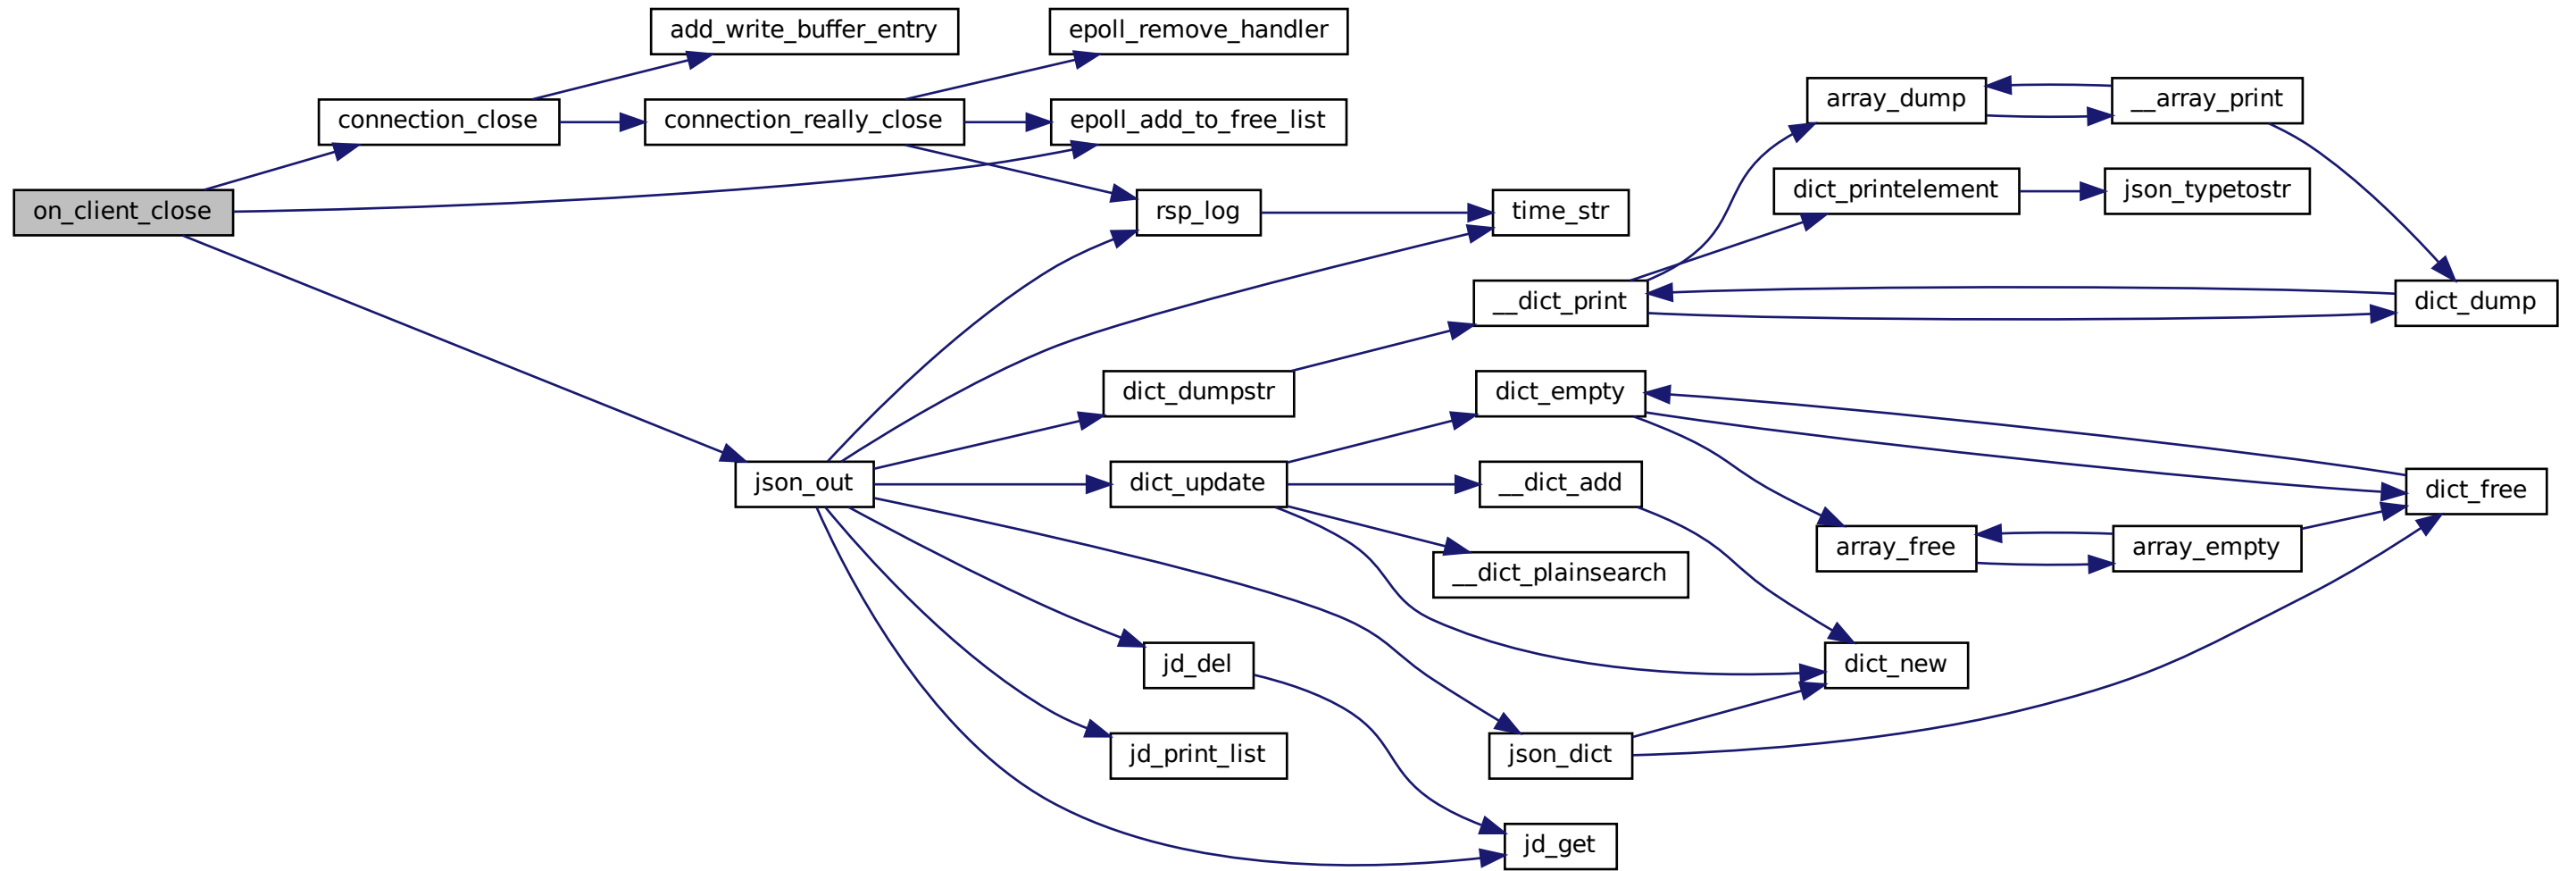 add_write_buffer_entry
epoll_remove_handler
array_dump
__array_print
connection_close
connection_really_close
epoll_add_to_free_list
dict_printelement
json_typetostr
on_client_close
rsp_log
time_str
__dict_print
dict_dump
dict_dumpstr
dict_empty
json_out
dict_update
__dict_add
dict_free
array_free
array_empty
__dict_plainsearch
jd_del
dict_new
jd_print_list
json_dict
jd_get